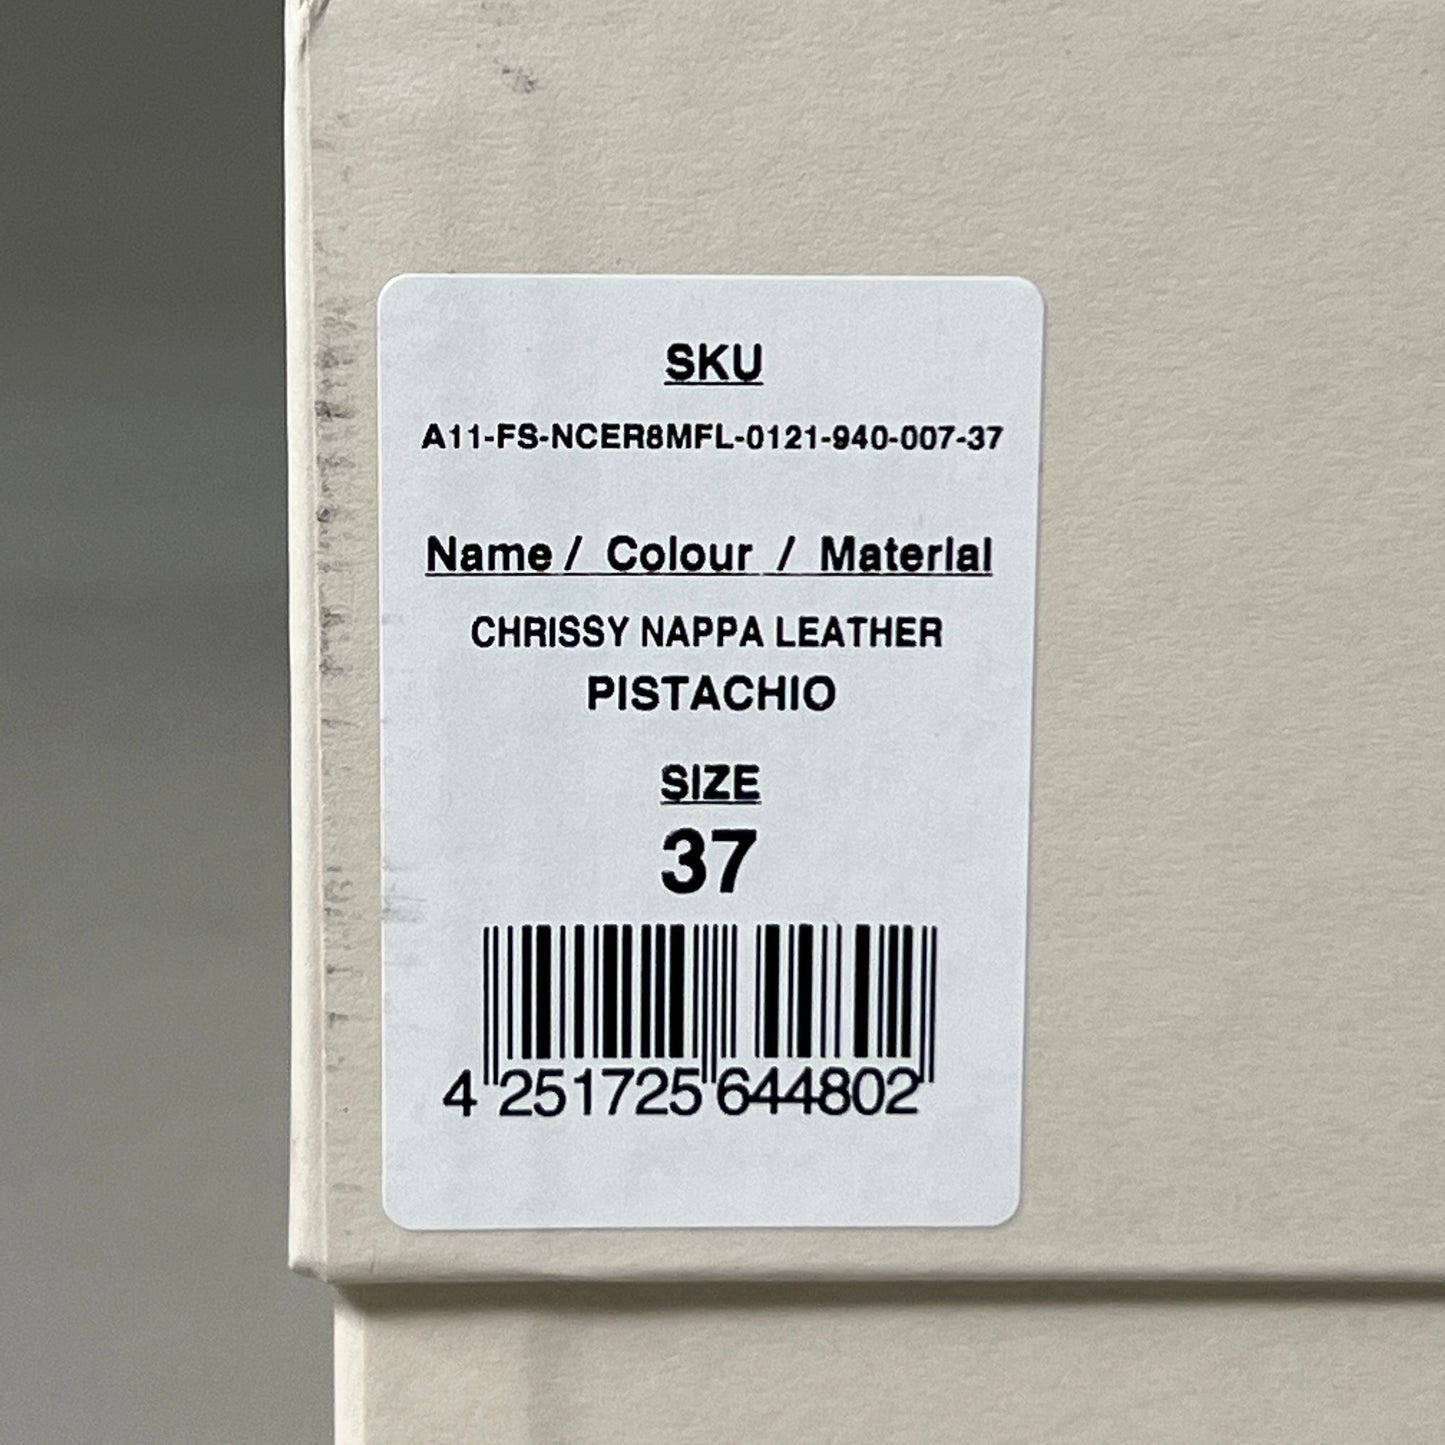 SKU
A11-FS-NCER8MFL-0121-940-007-37
Name / Colour / Material
CHRISSY NAPPA LEATHER
PISTACHIO
SIZE
37
4 251725 644802